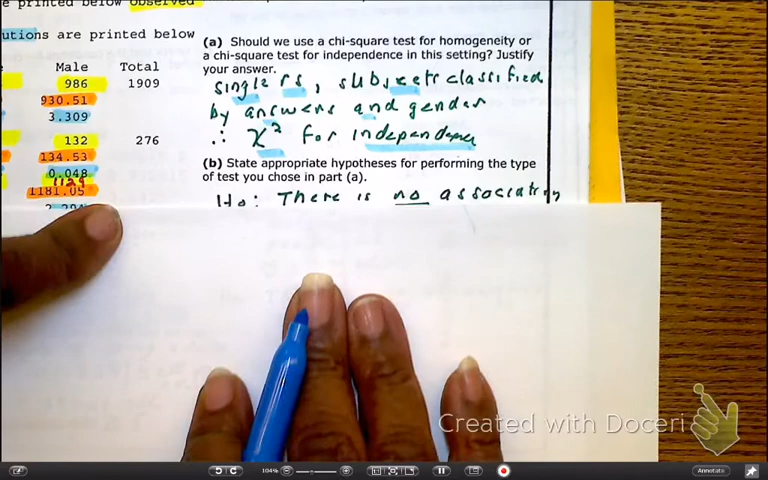 e printed below observed
utions are printed below
Male Total
986 1909
930.51
3.309
132 276
134.53
0.048
1129
1181.05
(a) Should we use a chi-square test for homogeneity or
a chi-square test for independence in this setting? Justify
your answer.
single rs, subjects classified
by answers and gender
∴ χ² for independence
(b) State appropriate hypotheses for performing the type
of test you chose in part (a).
Ho: There is no association
Created with Doceri
104%
Annotate